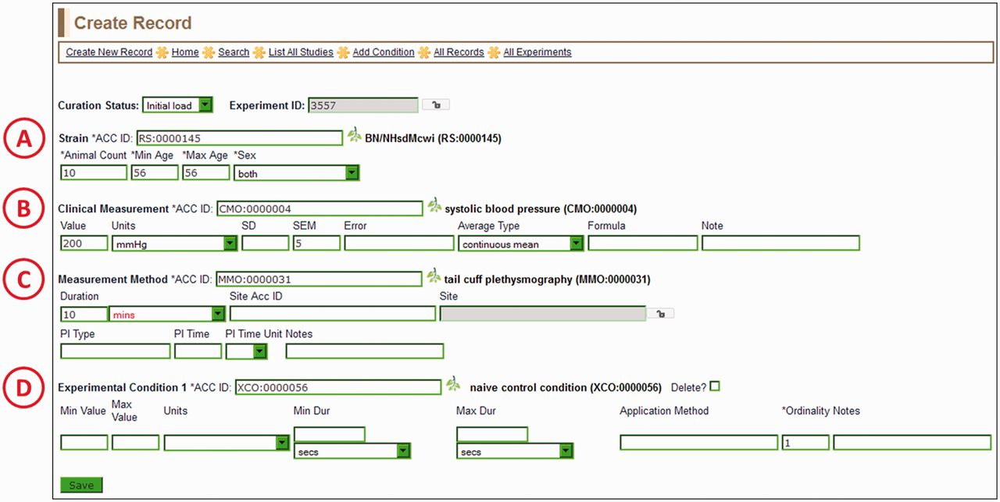 Create Record
Create New Record Home Search List All Studies Add Condition All Records All Experiments
Curation Status: Initial load Experiment ID: 3557
A
Strain *ACC ID: RS:0000145 BN/NHsdMcwi (RS:0000145)
*Animal Count *Min Age *Max Age *Sex
10 56 56 both
B
Clinical Measurement *ACC ID: CMO:0000004 systolic blood pressure (CMO:0000004)
Value Units SD SEM Error Average Type Formula Note
200 mmHg 5 continuous mean
C
Measurement Method *ACC ID: MMO:0000031 tail cuff plethysmography (MMO:0000031)
Duration Site Acc ID Site
10 mins
PI Type PI Time PI Time Unit Notes
D
Experimental Condition 1 *ACC ID: XCO:0000056 naive control condition (XCO:0000056) Delete?
Min Value Max Value Units Min Dur Max Dur Application Method *Ordinality Notes
1
secs secs
Save